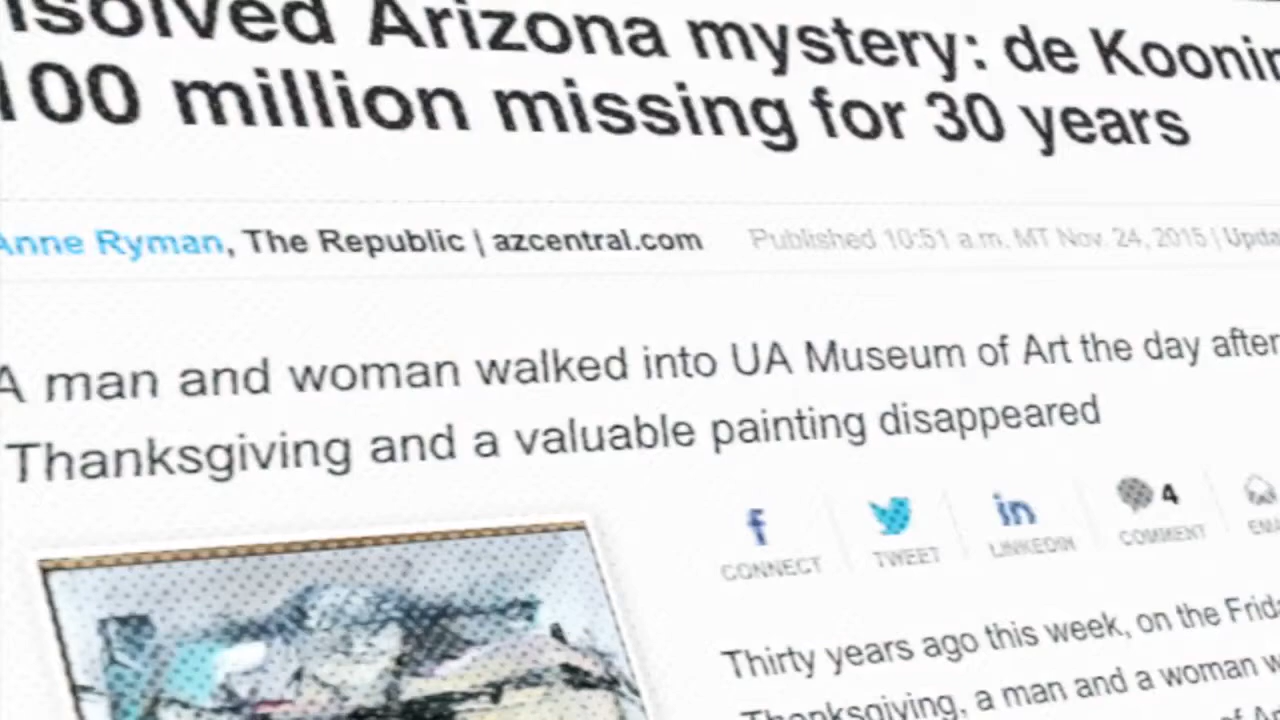 Arizona mystery: de
million missing for 30 years
Anne Ryman, The Republic | azcentral.com Published 10:51 a.m. MT Nov. 24, 2015 |
A man and woman walked into UA Museum of Art the day after
Thanksgiving and a valuable painting disappeared
f in 4
CONNECT TWEET LINKEDIN COMMENT
Thirty years ago this week, on the
Thanksgiving, a man and a woman